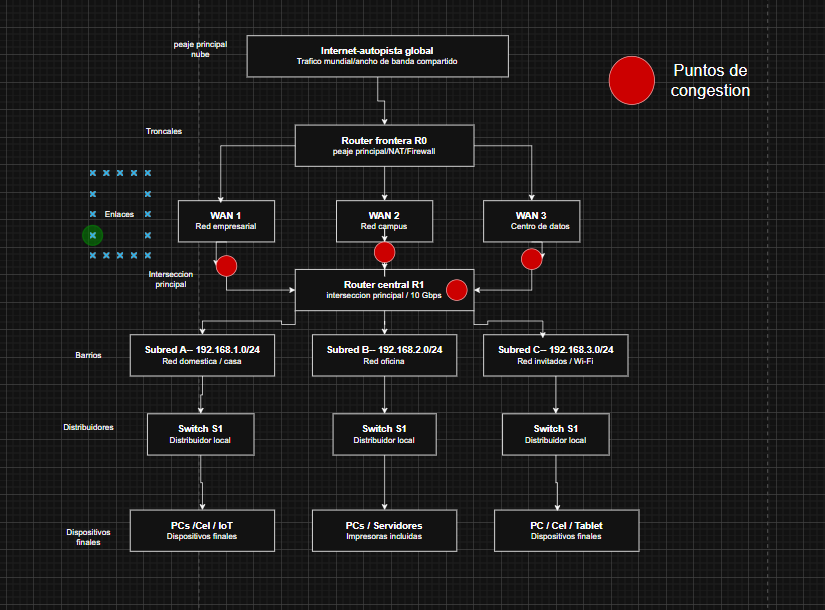 peaje principal
nube
Internet-autopista global
Trafico mundial/ancho de banda compartido
Puntos de
congestion
Troncales
Router frontera R0
peaje principal/NAT/Firewall
Enlaces
WAN 1
Red empresarial
WAN 2
Red campus
WAN 3
Centro de datos
Interseccion
principal
Router central R1
interseccion principal / 10 Gbps
Barrios
Subred A-- 192.168.1.0/24
Red domestica / casa
Subred B-- 192.168.2.0/24
Red oficina
Subred C-- 192.168.3.0/24
Red invitados / Wi-Fi
Distribuidores
Switch S1
Distribuidor local
Switch S1
Distribuidor local
Switch S1
Distribuidor local
Dispositivos
finales
PCs /Cel / IoT
Dispositivos finales
PCs / Servidores
Impresoras incluidas
PC / Cel / Tablet
Dispositivos finales